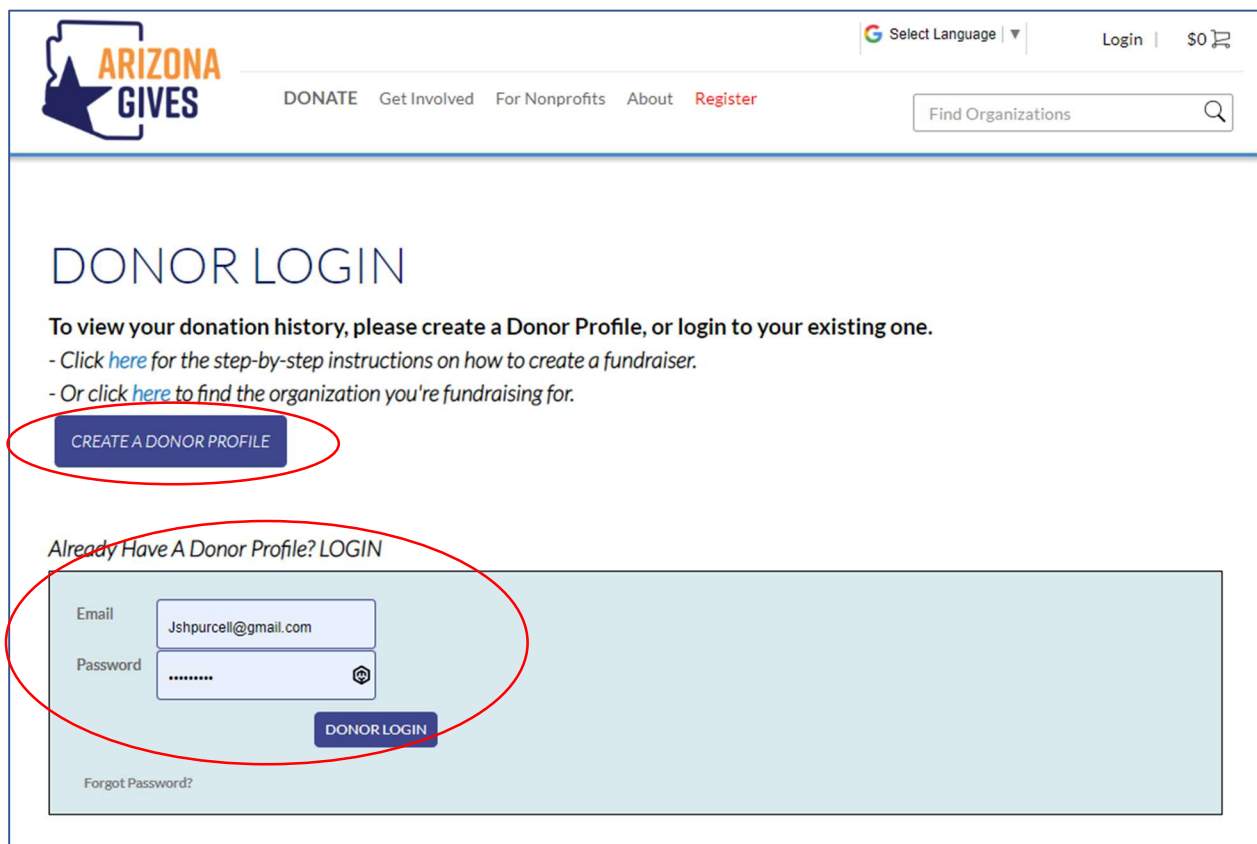 Select Language ▼
Login | $0
ARIZONA
GIVES
DONATE Get Involved For Nonprofits About Register
Find Organizations
DONOR LOGIN
To view your donation history, please create a Donor Profile, or login to your existing one.
- Click here for the step-by-step instructions on how to create a fundraiser.
- Or click here to find the organization you're fundraising for.
CREATE A DONOR PROFILE
Already Have A Donor Profile? LOGIN
Email
Jshpurcell@gmail.com
Password
•••••••••
DONOR LOGIN
Forgot Password?